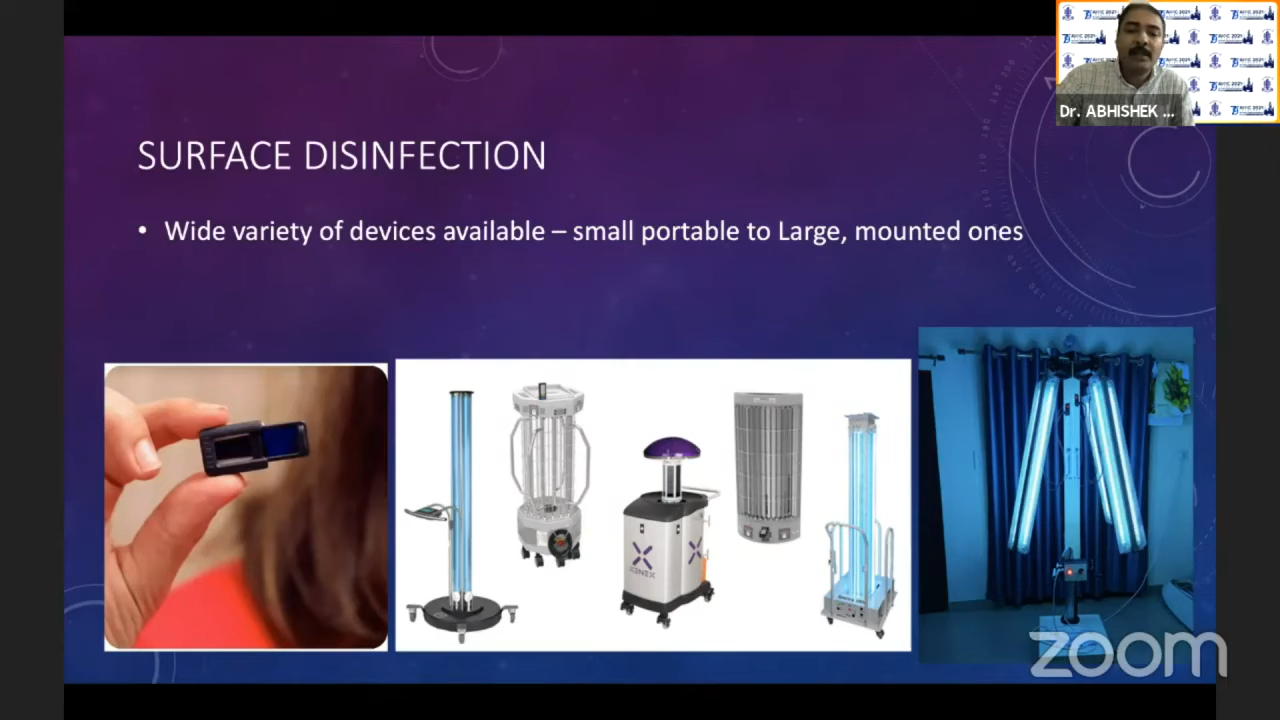 Dr. ABHISHEK ...
SURFACE DISINFECTION
• Wide variety of devices available – small portable to Large, mounted ones
XENEX
zoom